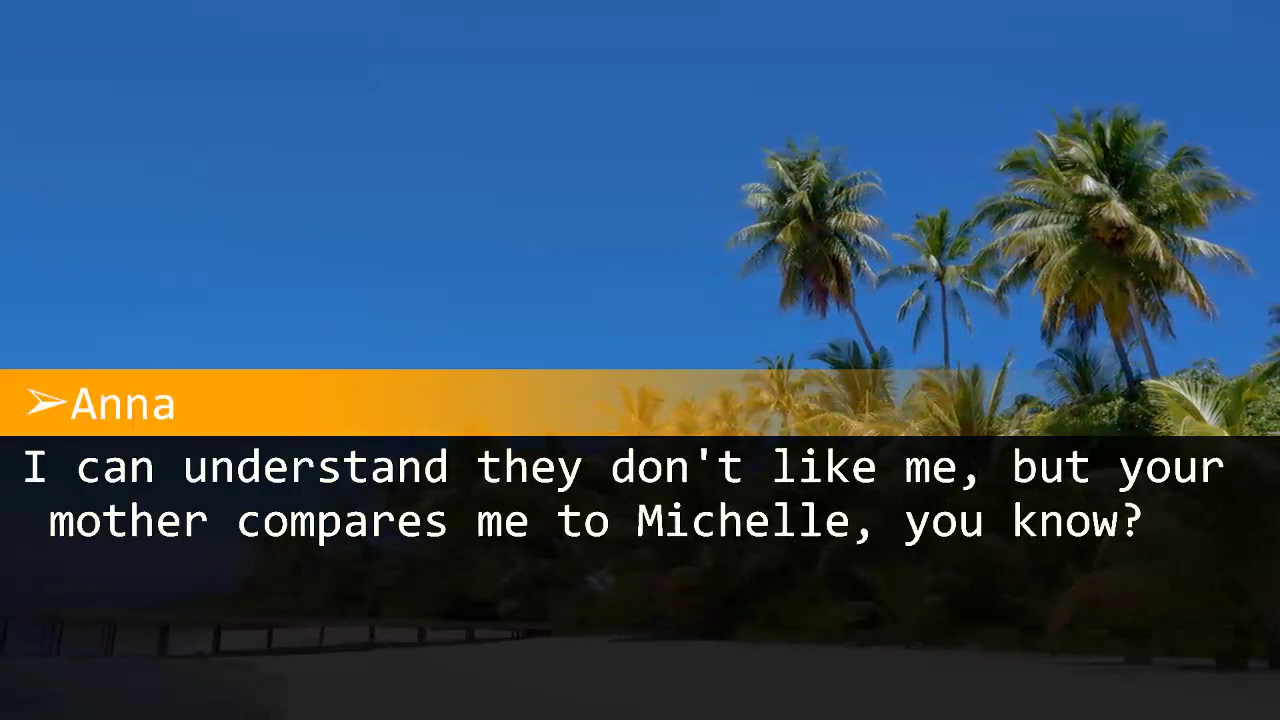 ➢Anna
I can understand they don't like me, but your
mother compares me to Michelle, you know?